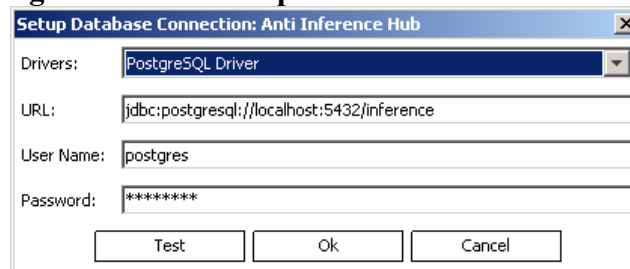 Setup Database Connection: Anti Inference Hub
Drivers: PostgreSQL Driver
URL: jdbc:postgresql://localhost:5432/inference
User Name: postgres
Password: ********
Test Ok Cancel